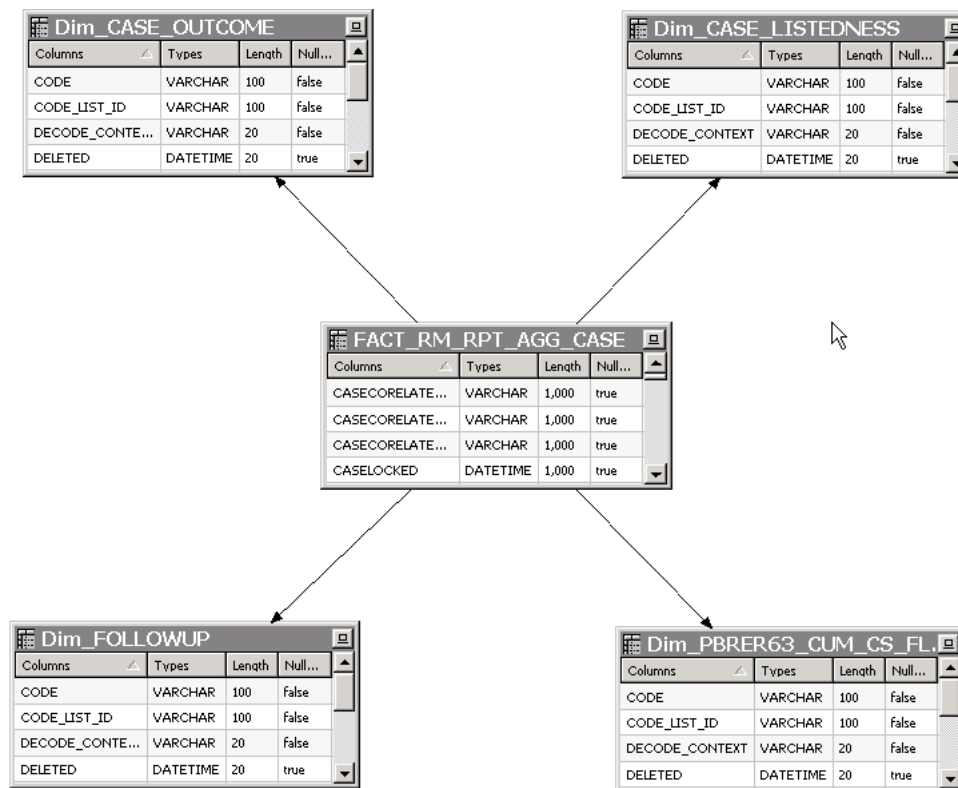 Dim_CASE_OUTCOME
Columns Types Length Null...
CODE VARCHAR 100 false
CODE_LIST_ID VARCHAR 100 false
DECODE_CONTE... VARCHAR 20 false
DELETED DATETIME 20 true
Dim_CASE_LISTEDNESS
Columns Types Length Null...
CODE VARCHAR 100 false
CODE_LIST_ID VARCHAR 100 false
DECODE_CONTEXT VARCHAR 20 false
DELETED DATETIME 20 true
FACT_RM_RPT_AGG_CASE
Columns Types Length Null...
CASECORELATE... VARCHAR 1,000 true
CASECORELATE... VARCHAR 1,000 true
CASECORELATE... VARCHAR 1,000 true
CASELOCKED DATETIME 1,000 true
Dim_FOLLOWUP
Columns Types Length Null...
CODE VARCHAR 100 false
CODE_LIST_ID VARCHAR 100 false
DECODE_CONTE... VARCHAR 20 false
DELETED DATETIME 20 true
Dim_PBRER63_CUM_CS_FL.
Columns Types Length Null...
CODE VARCHAR 100 false
CODE_LIST_ID VARCHAR 100 false
DECODE_CONTEXT VARCHAR 20 false
DELETED DATETIME 20 true